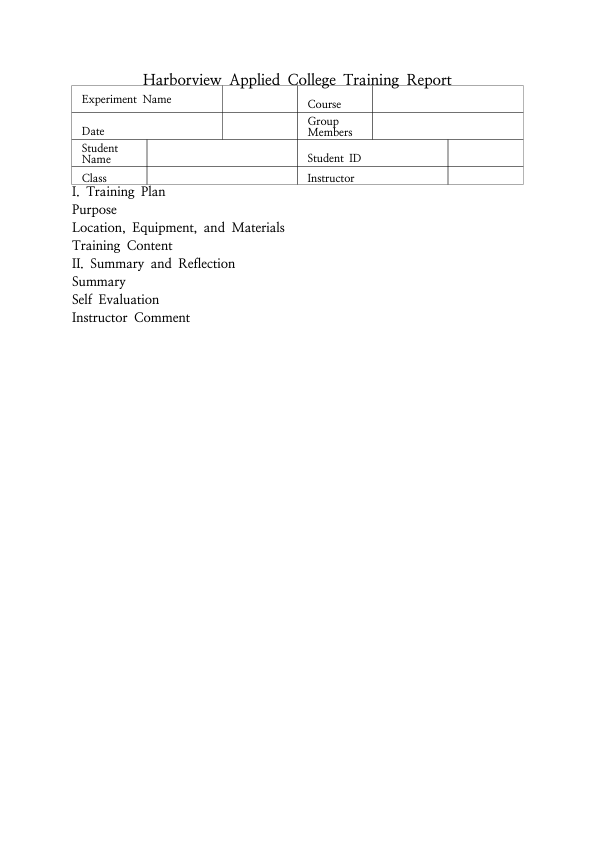 Harborview Applied College Training Report
Experiment Name
Course
Date
Group
Members
Student
Name
Student ID
Class
Instructor
I. Training Plan
Purpose
Location, Equipment, and Materials
Training Content
II. Summary and Reflection
Summary
Self Evaluation
Instructor Comment